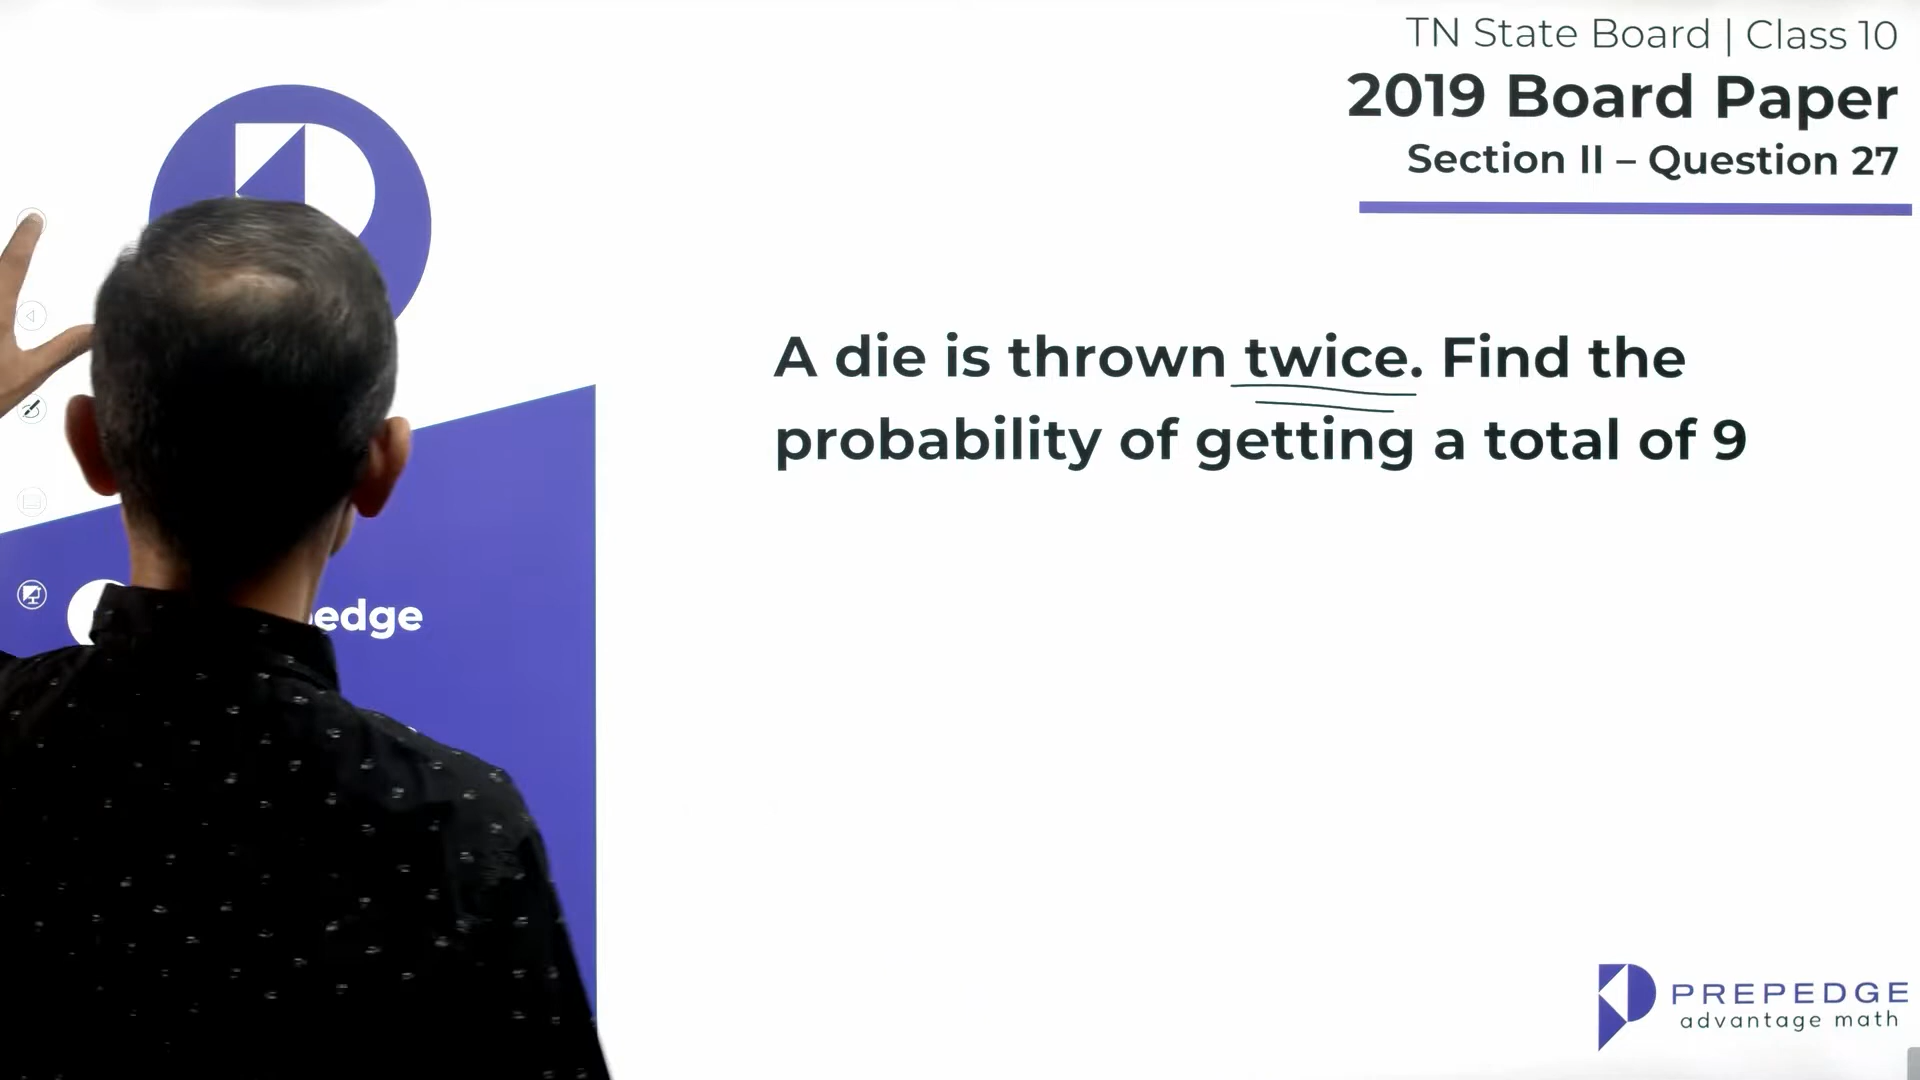 TN State Board | Class 10
2019 Board Paper
Section II – Question 27
A die is thrown twice. Find the
probability of getting a total of 9
edge
PREPEDGE
advantage math